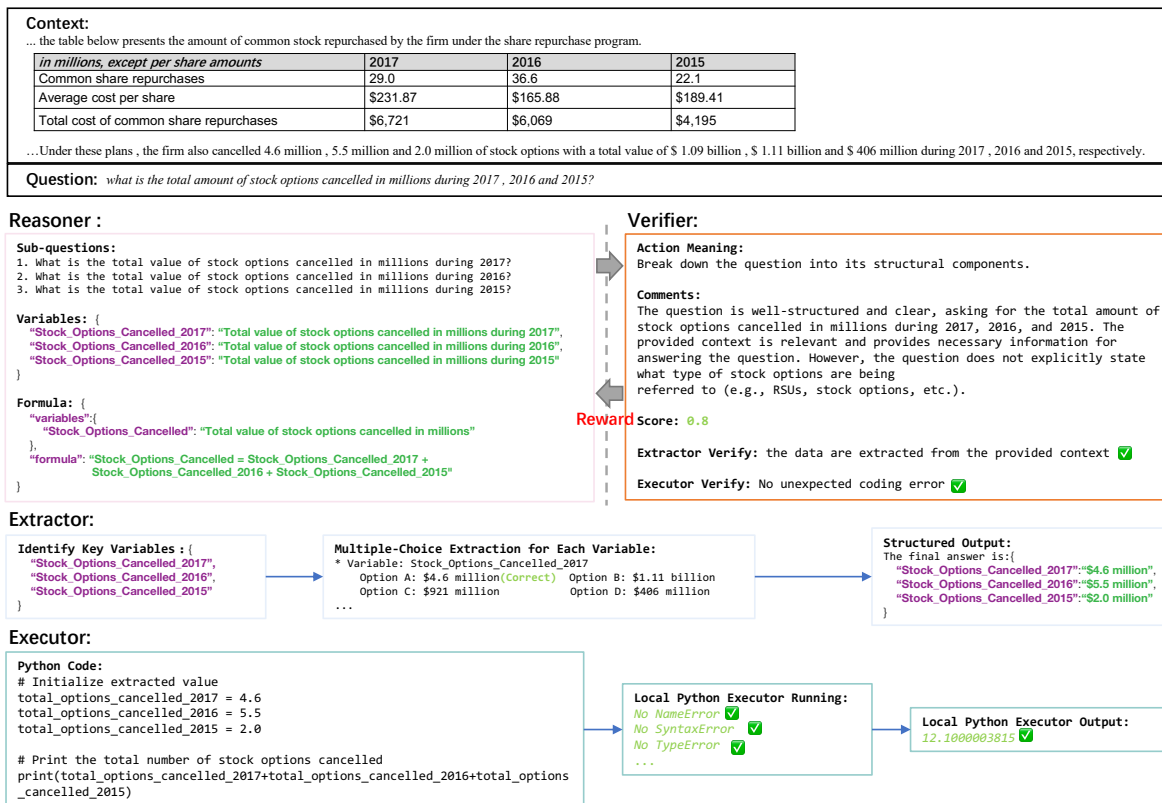 Context:
... the table below presents the amount of common stock repurchased by the firm under the share repurchase program.
in millions, except per share amounts 2017 2016 2015
Common share repurchases 29.0 36.6 22.1
Average cost per share $231.87 $165.88 $189.41
Total cost of common share repurchases $6,721 $6,069 $4,195
…Under these plans , the firm also cancelled 4.6 million , 5.5 million and 2.0 million of stock options with a total value of $ 1.09 billion , $ 1.11 billion and $ 406 million during 2017 , 2016 and 2015, respectively.
Question: what is the total amount of stock options cancelled in millions during 2017 , 2016 and 2015?
Reasoner :
Sub-questions:
1. What is the total value of stock options cancelled in millions during 2017?
2. What is the total value of stock options cancelled in millions during 2016?
3. What is the total value of stock options cancelled in millions during 2015?
Variables: {
“Stock_Options_Cancelled_2017”: “Total value of stock options cancelled in millions during 2017”,
“Stock_Options_Cancelled_2016”: “Total value of stock options cancelled in millions during 2016”,
“Stock_Options_Cancelled_2015”: "Total value of stock options cancelled in millions during 2015”
}
Formula: {
“variables”:{
“Stock_Options_Cancelled”: “Total value of stock options cancelled in millions”
},
“formula”: “Stock_Options_Cancelled = Stock_Options_Cancelled_2017 +
Stock_Options_Cancelled_2016 + Stock_Options_Cancelled_2015”
}
Reward
Verifier:
Action Meaning:
Break down the question into its structural components.
Comments:
The question is well-structured and clear, asking for the total amount of
stock options cancelled in millions during 2017, 2016, and 2015. The
provided context is relevant and provides necessary information for
answering the question. However, the question does not explicitly state
what type of stock options are being
referred to (e.g., RSUs, stock options, etc.).
Score: 0.8
Extractor Verify: the data are extracted from the provided context ✅
Executor Verify: No unexpected coding error ✅
Extractor:
Identify Key Variables : {
“Stock_Options_Cancelled_2017”,
“Stock_Options_Cancelled_2016”,
“Stock_Options_Cancelled_2015”
}
Multiple-Choice Extraction for Each Variable:
* Variable: Stock_Options_Cancelled_2017
Option A: $4.6 million(Correct) Option B: $1.11 billion
Option C: $921 million Option D: $406 million
...
Structured Output:
The final answer is:{
“Stock_Options_Cancelled_2017”:“$4.6 million”,
“Stock_Options_Cancelled_2016”:“$5.5 million”,
“Stock_Options_Cancelled_2015”:“$2.0 million”
}
Executor:
Python Code:
# Initialize extracted value
total_options_cancelled_2017 = 4.6
total_options_cancelled_2016 = 5.5
total_options_cancelled_2015 = 2.0
# Print the total number of stock options cancelled
print(total_options_cancelled_2017+total_options_cancelled_2016+total_options
_cancelled_2015)
Local Python Executor Running:
No NameError ✅
No SyntaxError ✅
No TypeError ✅
...
Local Python Executor Output:
12.1000003815 ✅